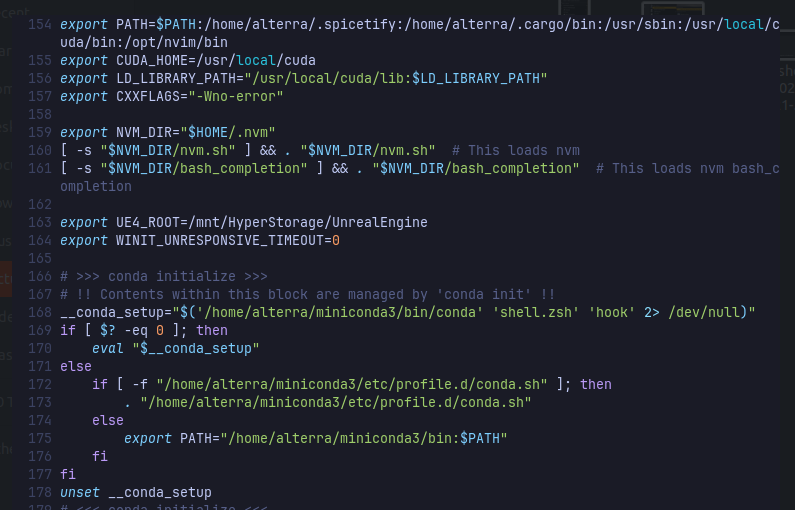 154 export PATH=$PATH:/home/alterra/.spicetify:/home/alterra/.cargo/bin:/usr/sbin:/usr/local/c
uda/bin:/opt/nvim/bin
155 export CUDA_HOME=/usr/local/cuda
156 export LD_LIBRARY_PATH="/usr/local/cuda/lib:$LD_LIBRARY_PATH"
157 export CXXFLAGS="-Wno-error"
158
159 export NVM_DIR="$HOME/.nvm"
160 [ -s "$NVM_DIR/nvm.sh" ] && . "$NVM_DIR/nvm.sh"  # This loads nvm
161 [ -s "$NVM_DIR/bash_completion" ] && . "$NVM_DIR/bash_completion"  # This loads nvm bash_c
ompletion
162
163 export UE4_ROOT=/mnt/HyperStorage/UnrealEngine
164 export WINIT_UNRESPONSIVE_TIMEOUT=0
165
166 # >>> conda initialize >>>
167 # !! Contents within this block are managed by 'conda init' !!
168 __conda_setup="$('/home/alterra/miniconda3/bin/conda' 'shell.zsh' 'hook' 2> /dev/null)"
169 if [ $? -eq 0 ]; then
170     eval "$__conda_setup"
171 else
172     if [ -f "/home/alterra/miniconda3/etc/profile.d/conda.sh" ]; then
173         . "/home/alterra/miniconda3/etc/profile.d/conda.sh"
174     else
175         export PATH="/home/alterra/miniconda3/bin:$PATH"
176     fi
177 fi
178 unset __conda_setup
179 # <<< conda initialize <<<